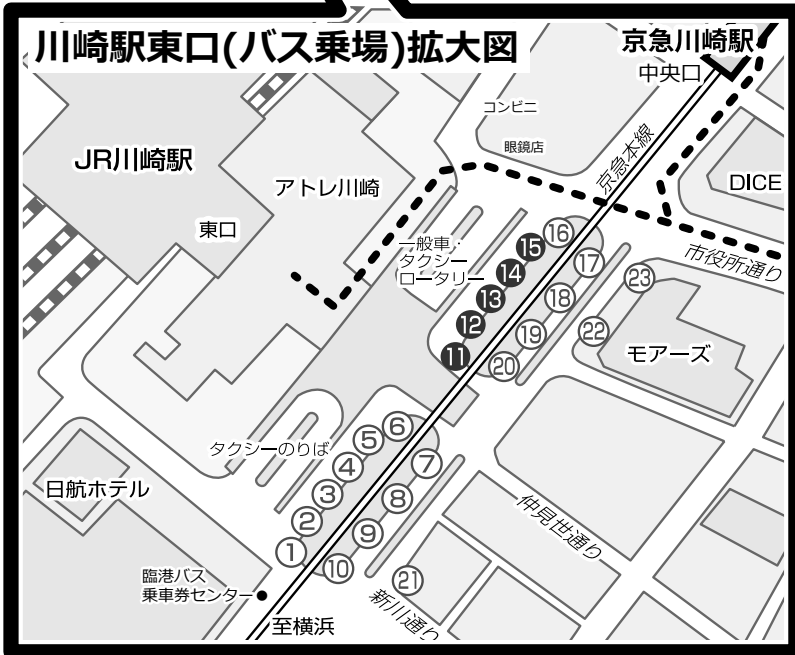 川崎駅東口(バス乗場)拡大図
京急川崎駅
中央口
コンビニ
眼鏡店
京急本線
JR川崎駅
アトレ川崎
DICE
東口
一般車・
タクシー
ロータリー
市役所通り
⑯
⑮
⑰
⑭
㉓
⑬
⑱
⑫
⑲
㉒
モアーズ
⑪
⑳
タクシーのりば
⑥
⑤
④
⑦
日航ホテル
③
⑧
仲見世通り
②
⑨
①
⑩
㉑
臨港バス
乗車券センター
新川通り
至横浜